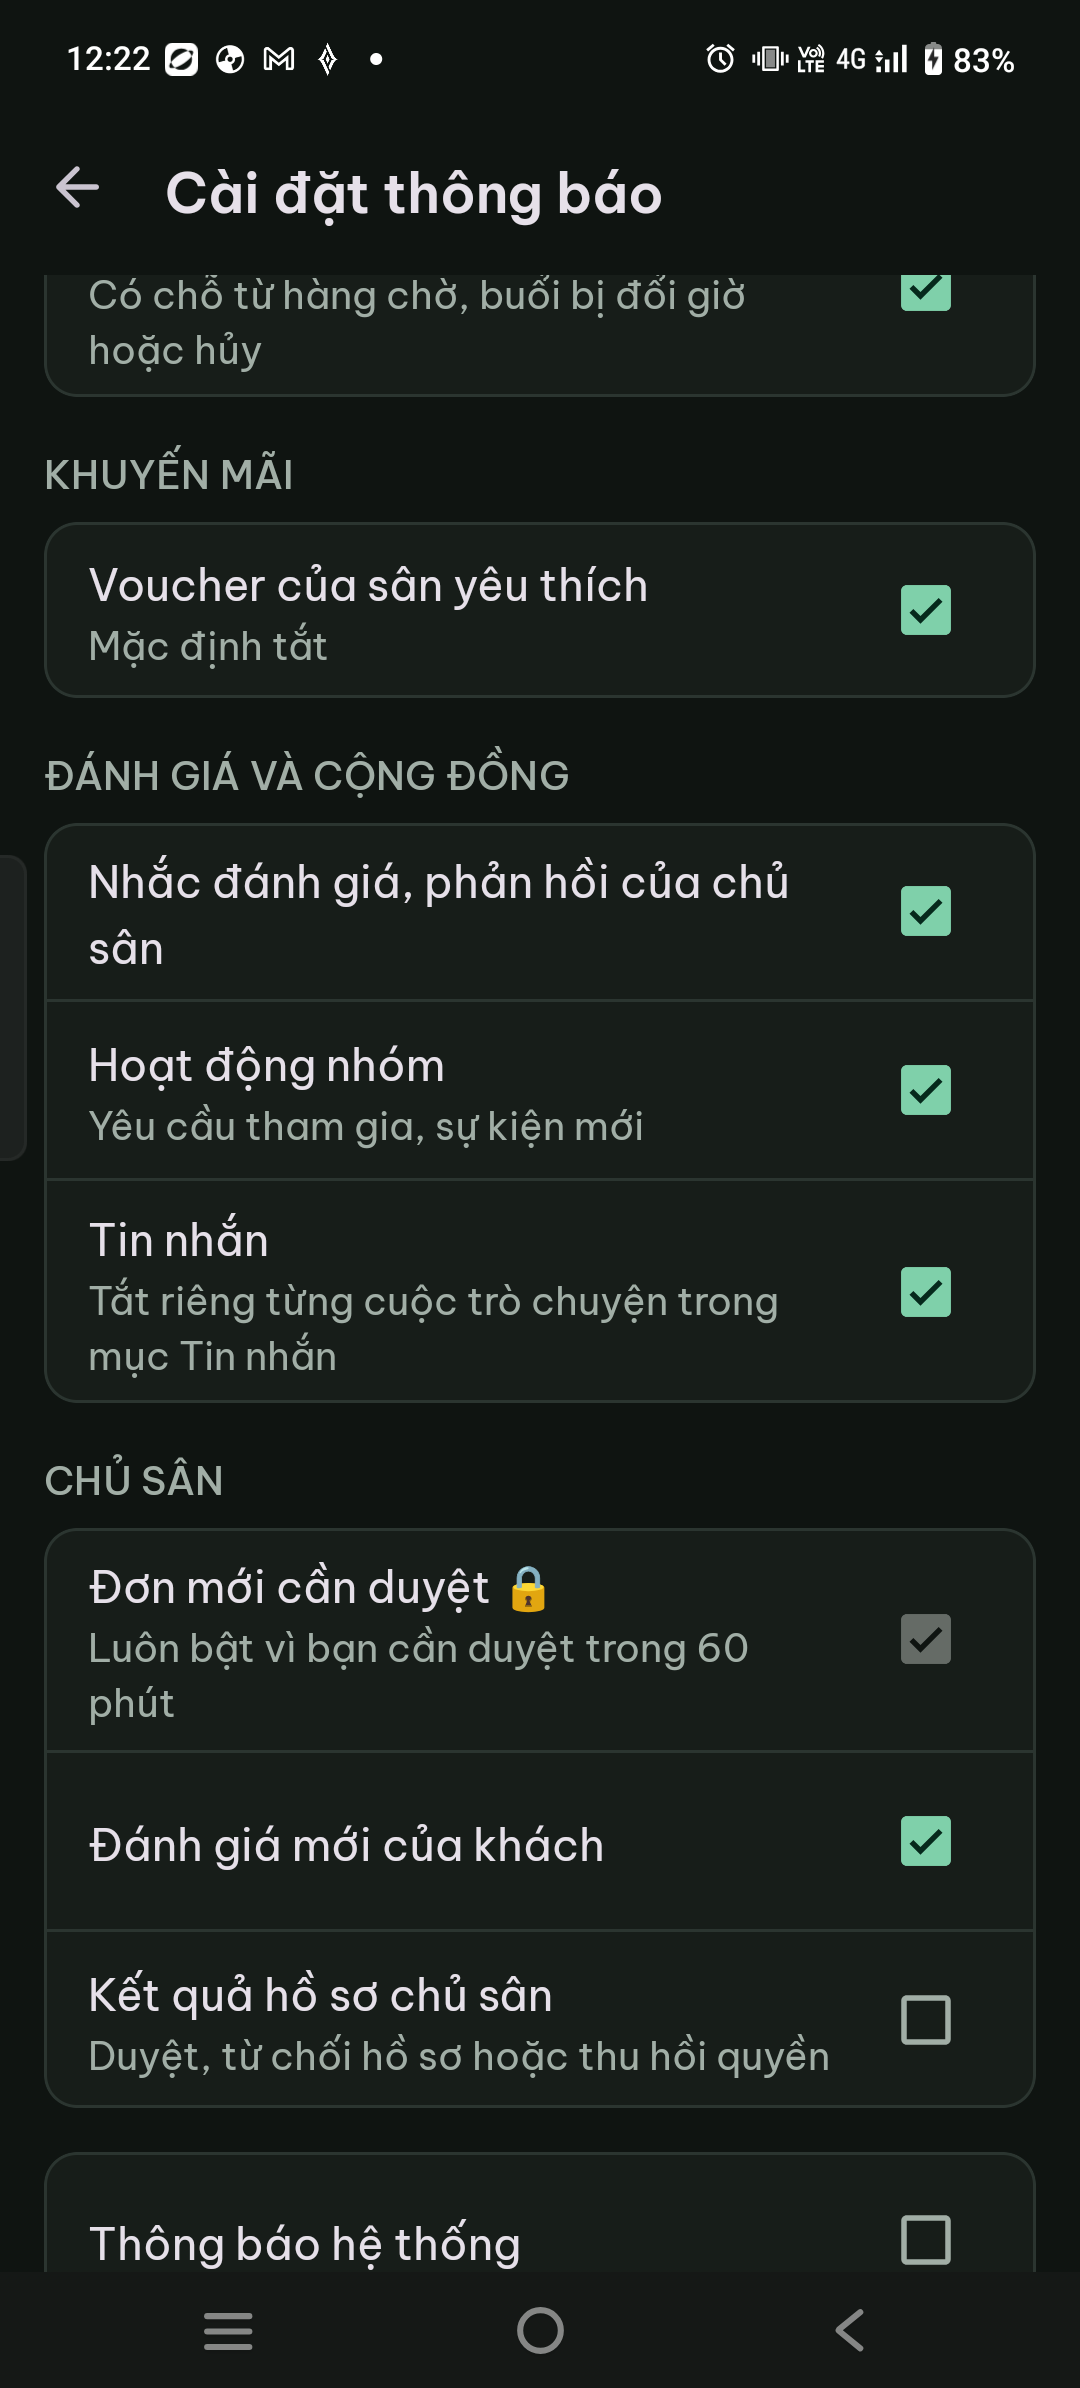 12:22
VoLTE 4G 83%
Cài đặt thông báo
Có chỗ từ hàng chờ, buổi bị đổi giờ
hoặc hủy
KHUYẾN MÃI
Voucher của sân yêu thích
Mặc định tắt
ĐÁNH GIÁ VÀ CỘNG ĐỒNG
Nhắc đánh giá, phản hồi của chủ
sân
Hoạt động nhóm
Yêu cầu tham gia, sự kiện mới
Tin nhắn
Tắt riêng từng cuộc trò chuyện trong
mục Tin nhắn
CHỦ SÂN
Đơn mới cần duyệt 🔒
Luôn bật vì bạn cần duyệt trong 60
phút
Đánh giá mới của khách
Kết quả hồ sơ chủ sân
Duyệt, từ chối hồ sơ hoặc thu hồi quyền
Thông báo hệ thống